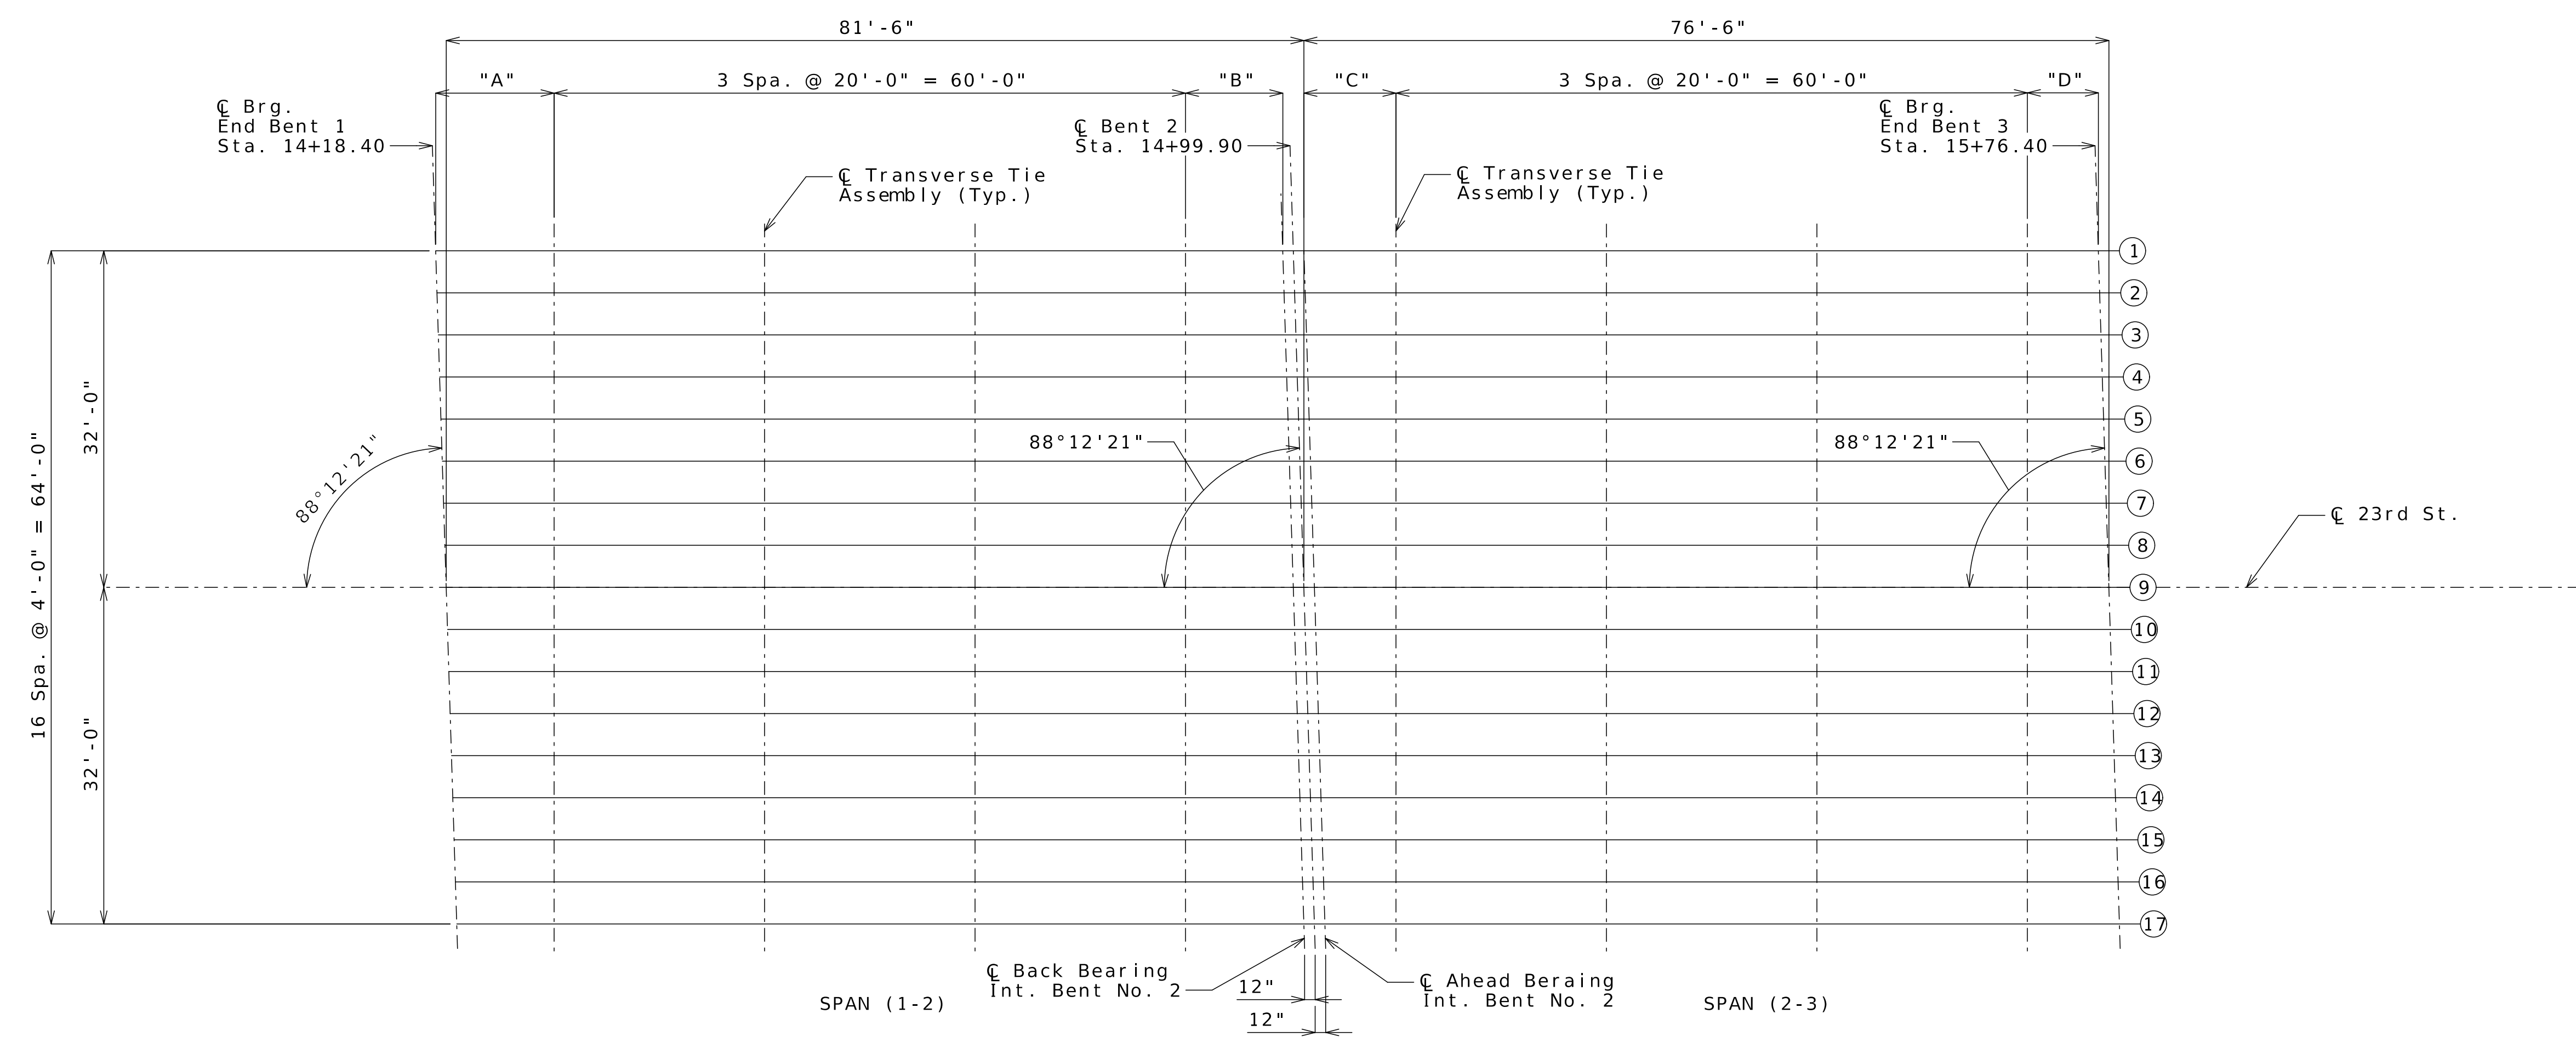 81'-6"
76'-6"
"A"
3 Spa. @ 20'-0" = 60'-0"
"B"
"C"
3 Spa. @ 20'-0" = 60'-0"
"D"
℄ Brg.
End Bent 1
Sta. 14+18.40
℄ Bent 2
Sta. 14+99.90
℄ Brg.
End Bent 3
Sta. 15+76.40
℄ Transverse Tie
Assembly (Typ.)
℄ Transverse Tie
Assembly (Typ.)
16 Spa. @ 4'-0" = 64'-0"
32'-0"
32'-0"
88°12'21"
88°12'21"
88°12'21"
1
2
3
4
5
6
7
8
9
10
11
12
13
14
15
16
17
℄ 23rd St.
℄ Back Bearing
Int. Bent No. 2
12"
12"
℄ Ahead Beraing
Int. Bent No. 2
SPAN (1-2)
SPAN (2-3)